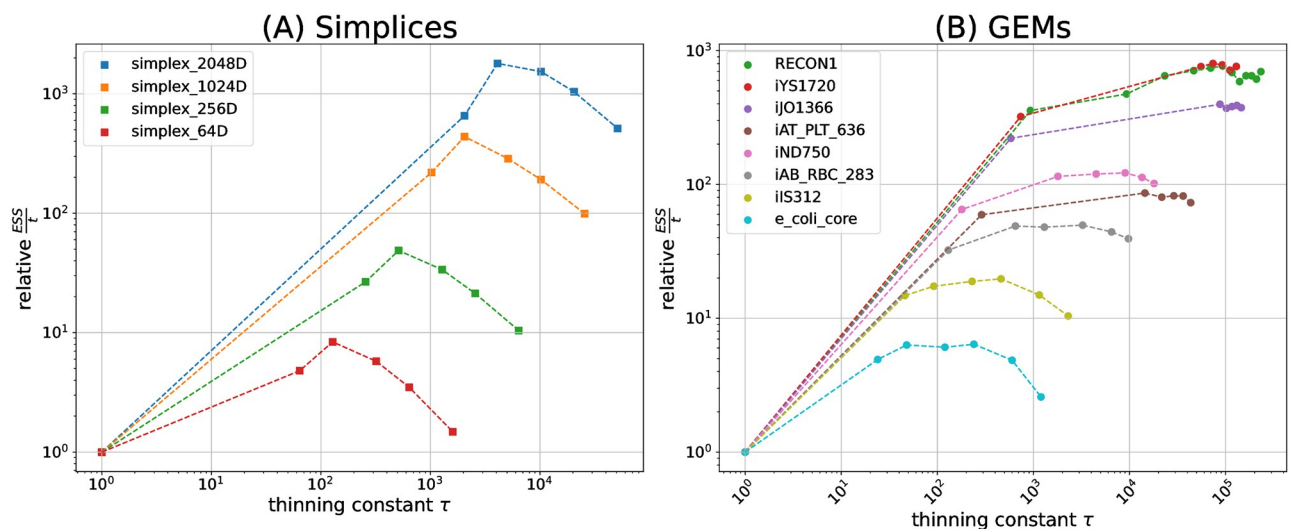 (A) Simplices
simplex_2048D
simplex_1024D
simplex_256D
simplex_64D
relative ESS/t
10³
10²
10¹
10⁰
10⁰ 10¹ 10² 10³ 10⁴
thinning constant τ
(B) GEMs
RECON1
iYS1720
iJO1366
iAT_PLT_636
iND750
iAB_RBC_283
iIS312
e_coli_core
relative ESS/t
10³
10²
10¹
10⁰
10⁰ 10¹ 10² 10³ 10⁴ 10⁵
thinning constant τ